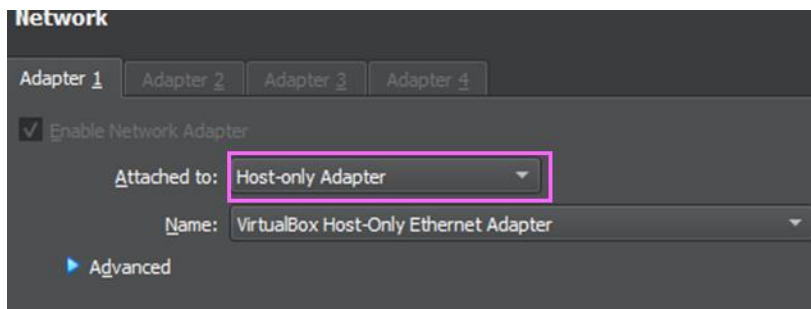 Network
Adapter 1 Adapter 2 Adapter 3 Adapter 4
Enable Network Adapter
Attached to: Host-only Adapter
Name: VirtualBox Host-Only Ethernet Adapter
Advanced